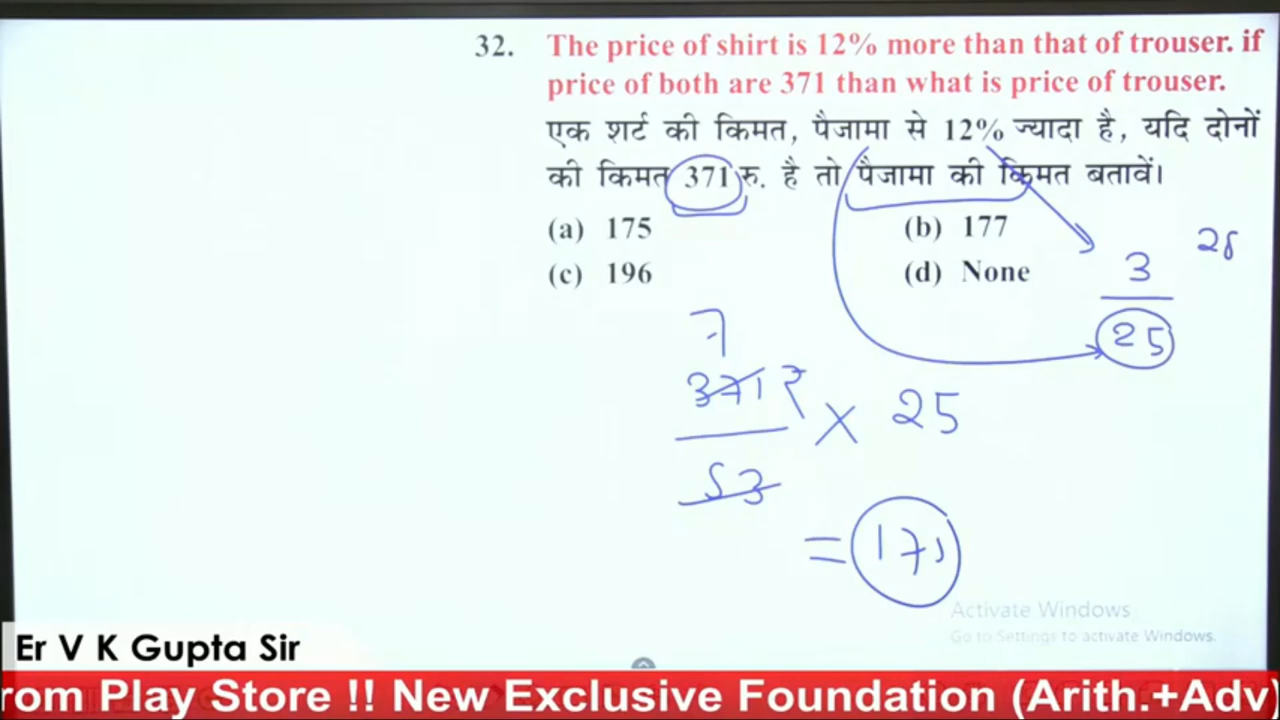 32. The price of shirt is 12% more than that of trouser. if
price of both are 371 than what is price of trouser.
एक शर्ट की किमत, पैजामा से 12% ज्यादा है, यदि दोनों
की किमत 371 रु. है तो पैजामा की किमत बतावें।
(a) 175 (b) 177
(c) 196 (d) None
28
3
25
7
371₹ × 25
53
= 175
Activate Windows
Go to Settings to activate Windows.
Er V K Gupta Sir
rom Play Store !! New Exclusive Foundation (Arith.+Adv)